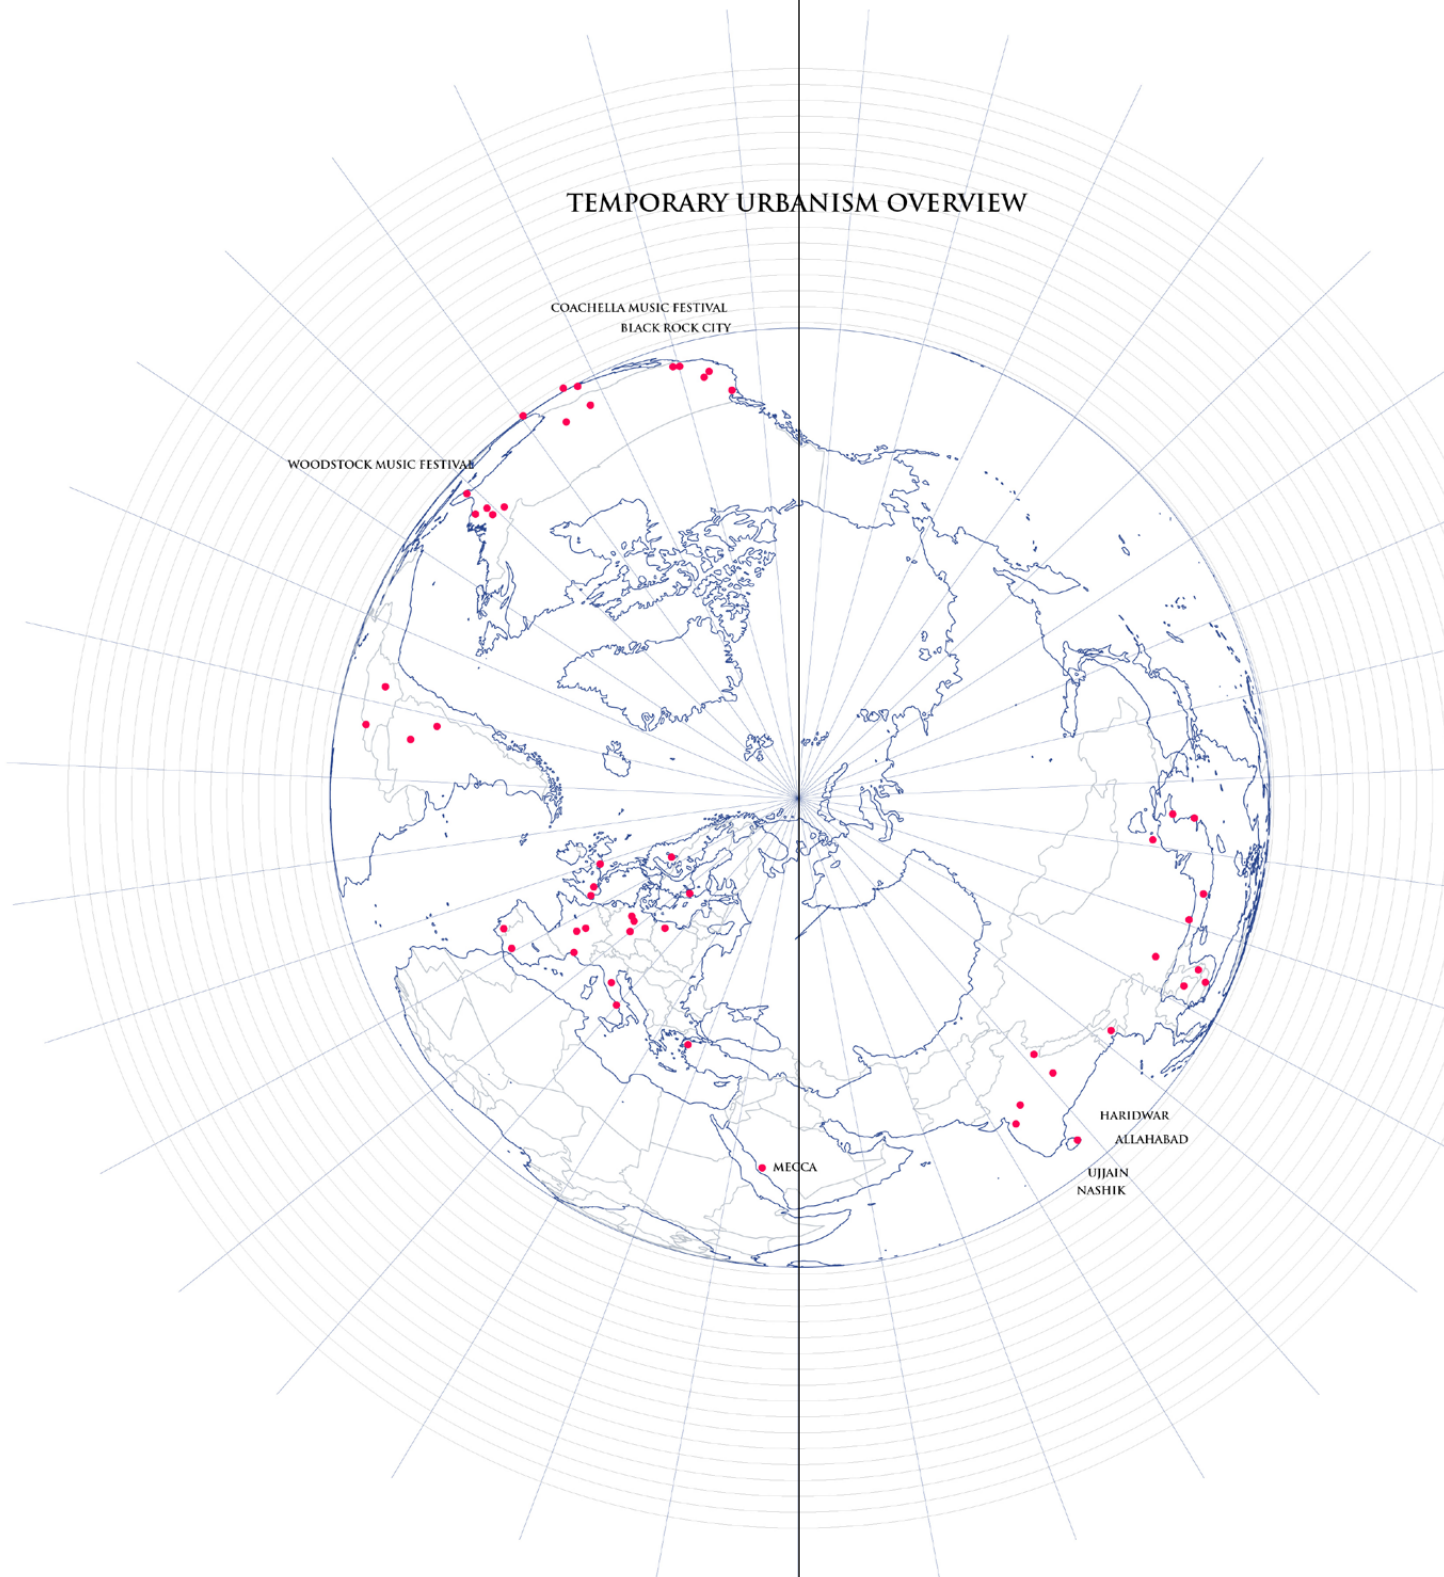 TEMPORARY URBANISM OVERVIEW
COACHELLA MUSIC FESTIVAL
BLACK ROCK CITY
WOODSTOCK MUSIC FESTIVAL
HARIDWAR
ALLAHABAD
MECCA
UJJAIN
NASHIK